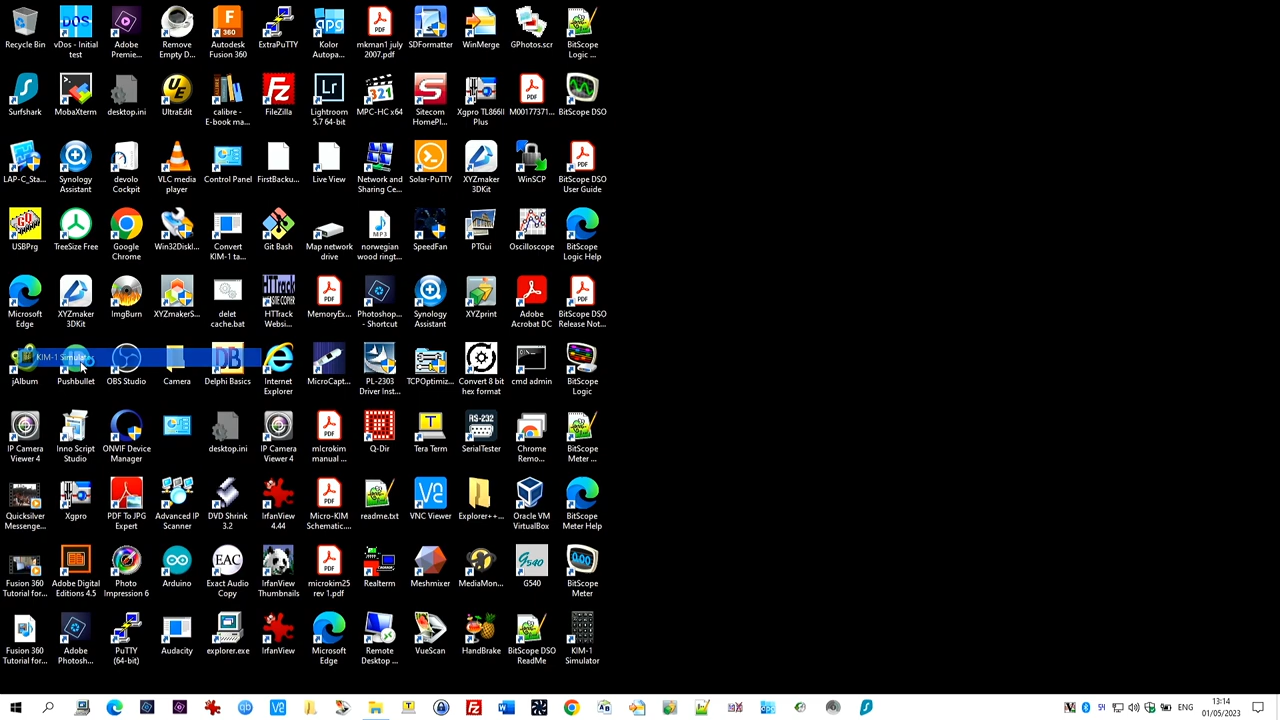 Recycle Bin
vDos - Initial
test
Adobe
Premie...
Remove
Empty D...
Autodesk
Fusion 360
ExtraPuTTY
Kolor
Autopa...
mkman1 july
2007.pdf
SDFormatter
WinMerge
GPhotos.scr
BitScope
Logic ...
Surfshark
MobaXterm
desktop.ini
UltraEdit
calibre -
E-book ma...
FileZilla
Lightroom
5.7 64-bit
MPC-HC x64
Sitecom
HomePl...
Xgpro TL866II
Plus
M00177371...
BitScope DSO
LAP-C_Sta...
Synology
Assistant
devolo
Cockpit
VLC media
player
Control Panel
FirstBacku...
Live View
Network and
Sharing Ce...
Solar-PuTTY
XYZmaker
3DKit
WinSCP
BitScope DSO
User Guide
USBPrg
TreeSize Free
Google
Chrome
Win32DiskI...
Convert
KIM-1 ta...
Git Bash
Map network
drive
norwegian
wood ringt...
SpeedFan
PTGui
Oscilloscope
BitScope
Logic Help
Microsoft
Edge
XYZmaker
3DKit
ImgBurn
XYZmakerS...
delet
cache.bat
HTTrack
Websi...
MemoryEx...
Photoshop...
- Shortcut
Synology
Assistant
XYZprint
Adobe
Acrobat DC
BitScope DSO
Release Not...
KIM-1 Simulator
jAlbum
Pushbullet
OBS Studio
Camera
Delphi Basics
Internet
Explorer
MicroCapt...
PL-2303
Driver Inst...
TCPOptimiz...
Convert 8 bit
hex format
cmd admin
BitScope
Logic
IP Camera
Viewer 4
Inno Script
Studio
ONVIF Device
Manager
desktop.ini
IP Camera
Viewer 4
mIcrokim
manual ...
Q-Dir
Tera Term
SerialTester
Chrome
Remo...
BitScope
Meter ...
Quicksilver
Messenge...
Xgpro
PDF To JPG
Expert
Advanced IP
Scanner
DVD Shrink
3.2
IrfanView
4.44
Micro-KIM
Schematic....
readme.txt
VNC Viewer
Explorer++...
Oracle VM
VirtualBox
BitScope
Meter Help
Fusion 360
Tutorial for...
Adobe Digital
Editions 4.5
Photo
Impression 6
Arduino
Exact Audio
Copy
IrfanView
Thumbnails
microkim25
rev 1.pdf
Realterm
Meshmixer
MediaMon...
G540
BitScope
Meter
Fusion 360
Tutorial for...
Adobe
Photosh...
PuTTY
(64-bit)
Audacity
explorer.exe
IrfanView
Microsoft
Edge
Remote
Desktop ...
VueScan
HandBrake
BitScope DSO
ReadMe
KIM-1
Simulator
ENG
13:14
01/05/2023